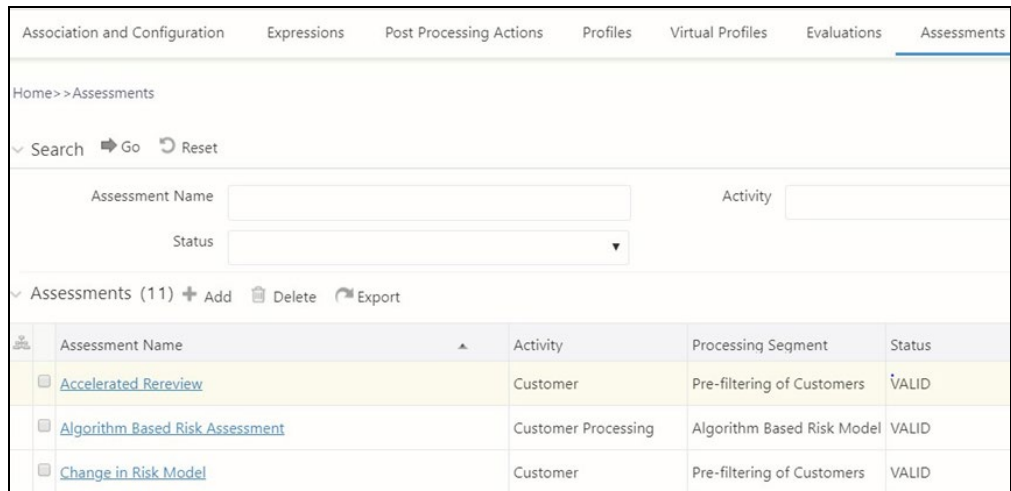 Association and Configuration Expressions Post Processing Actions Profiles Virtual Profiles Evaluations Assessments
Home>>Assessments
Search Go Reset
Assessment Name Activity
Status
Assessments (11) Add Delete Export
Assessment Name Activity Processing Segment Status
Accelerated Rereview Customer Pre-filtering of Customers VALID
Algorithm Based Risk Assessment Customer Processing Algorithm Based Risk Model VALID
Change in Risk Model Customer Pre-filtering of Customers VALID